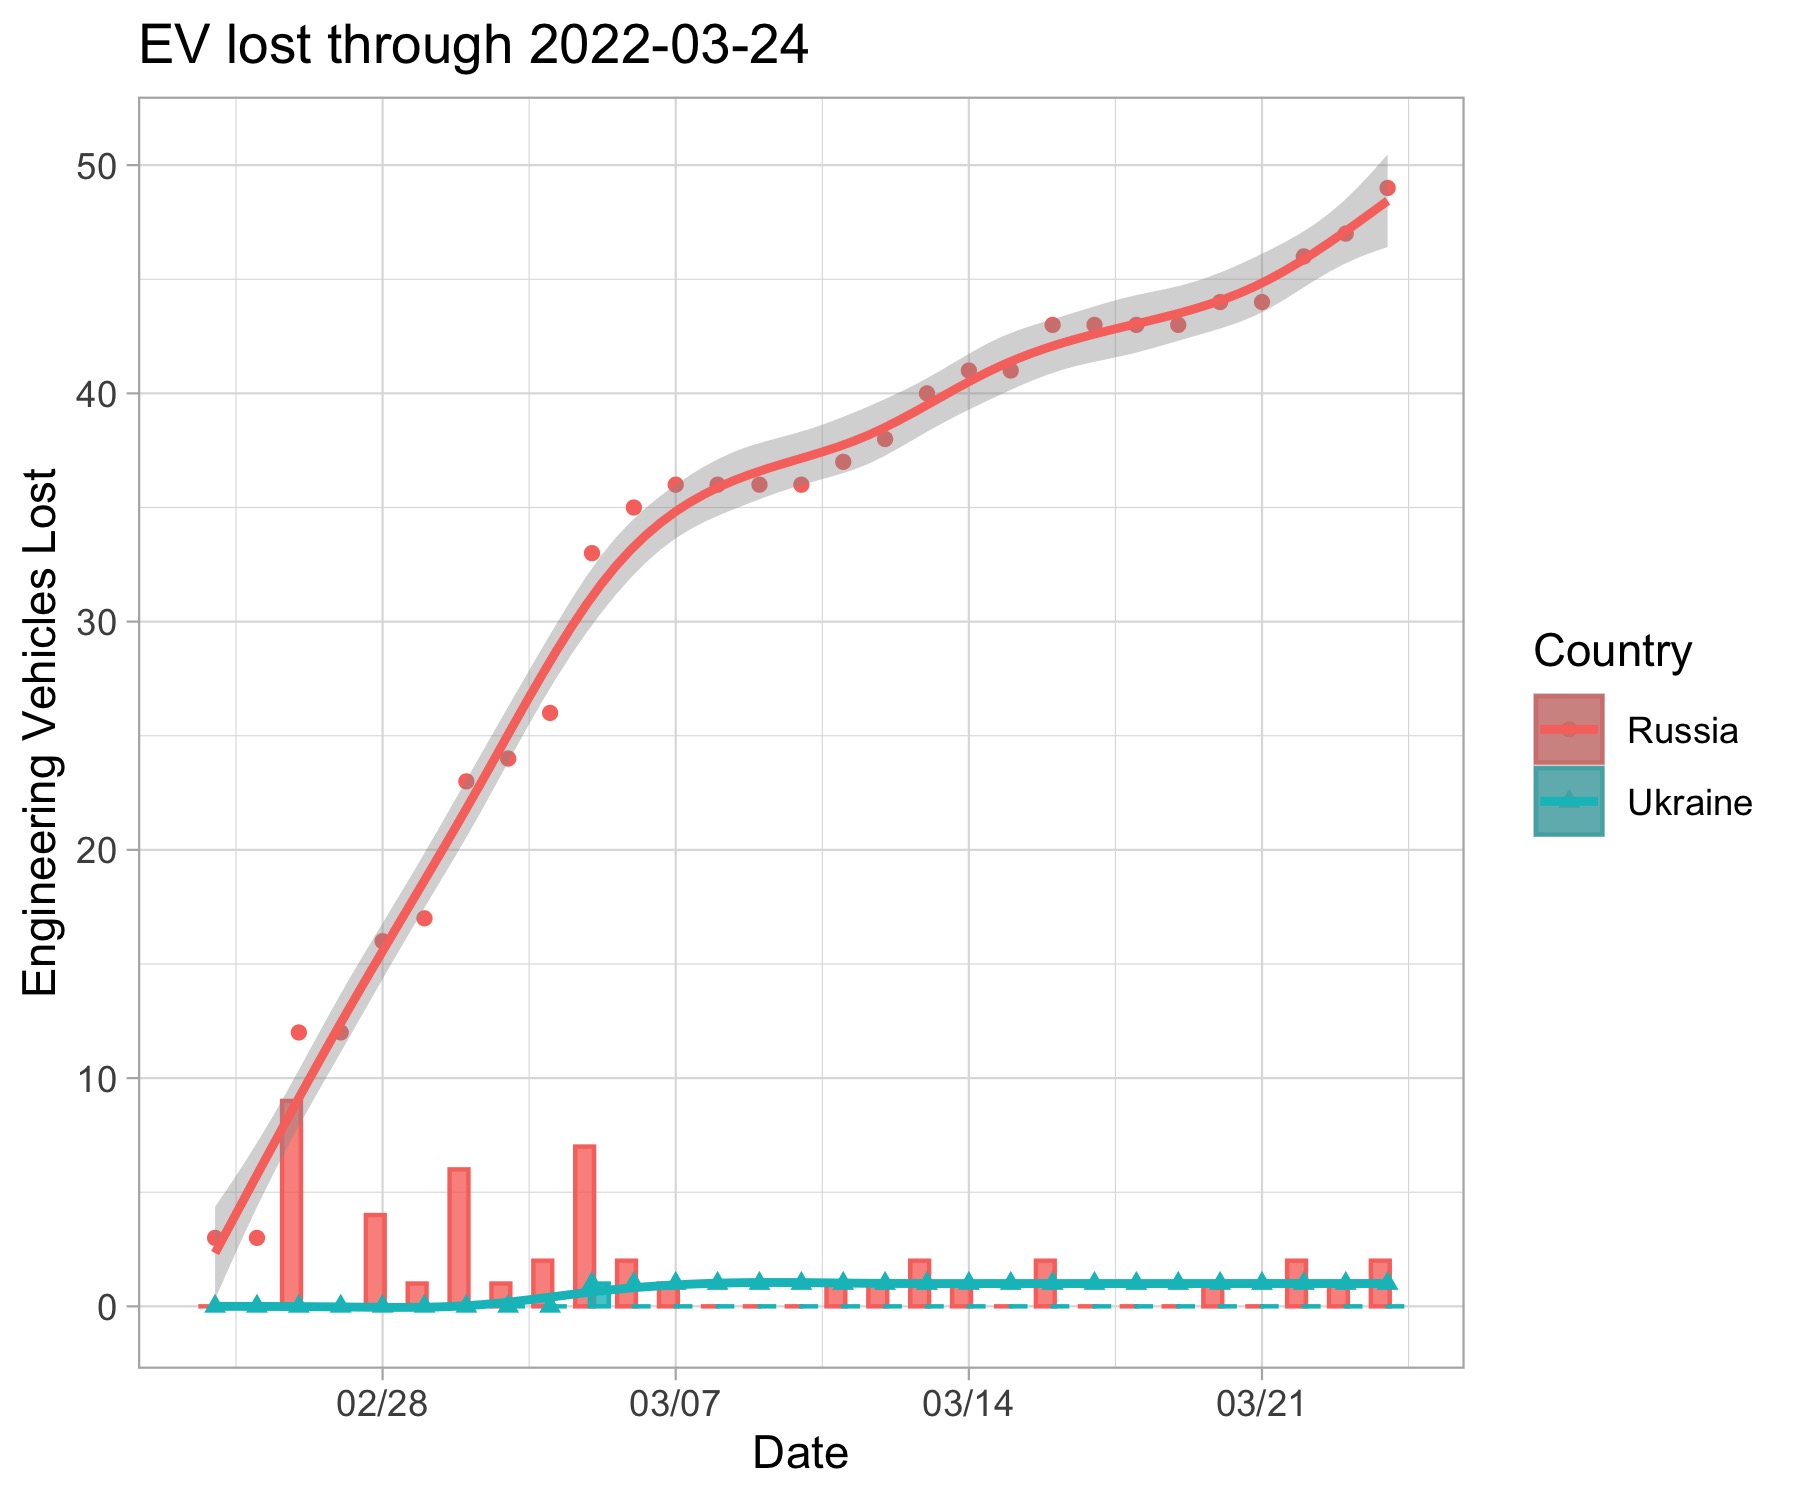 EV lost through 2022-03-24
Engineering Vehicles Lost
50
40
30
20
10
0
02/28
03/07
03/14
03/21
Date
Country
Russia
Ukraine